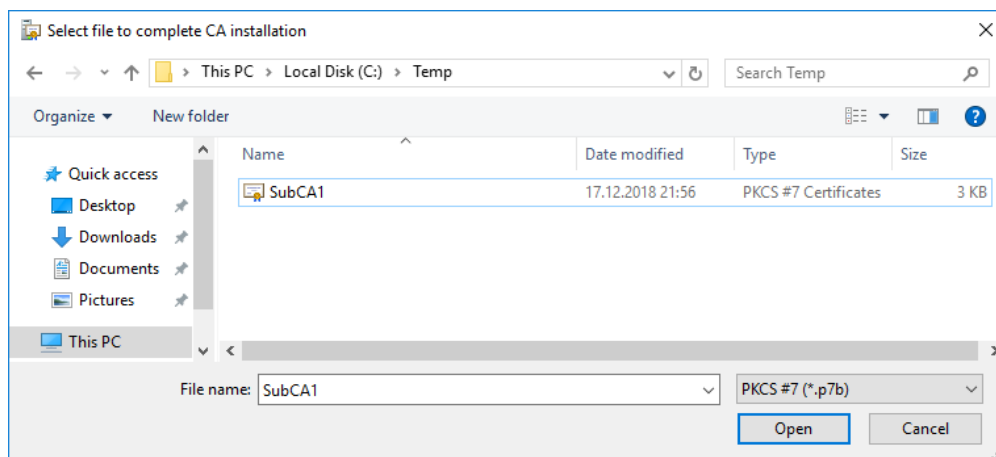 Select file to complete CA installation
This PC > Local Disk (C:) > Temp
Search Temp
Organize
New folder
Name
Date modified
Type
Size
Quick access
SubCA1
17.12.2018 21:56
PKCS #7 Certificates
3 KB
Desktop
Downloads
Documents
Pictures
This PC
File name:
SubCA1
PKCS #7 (*.p7b)
Open
Cancel